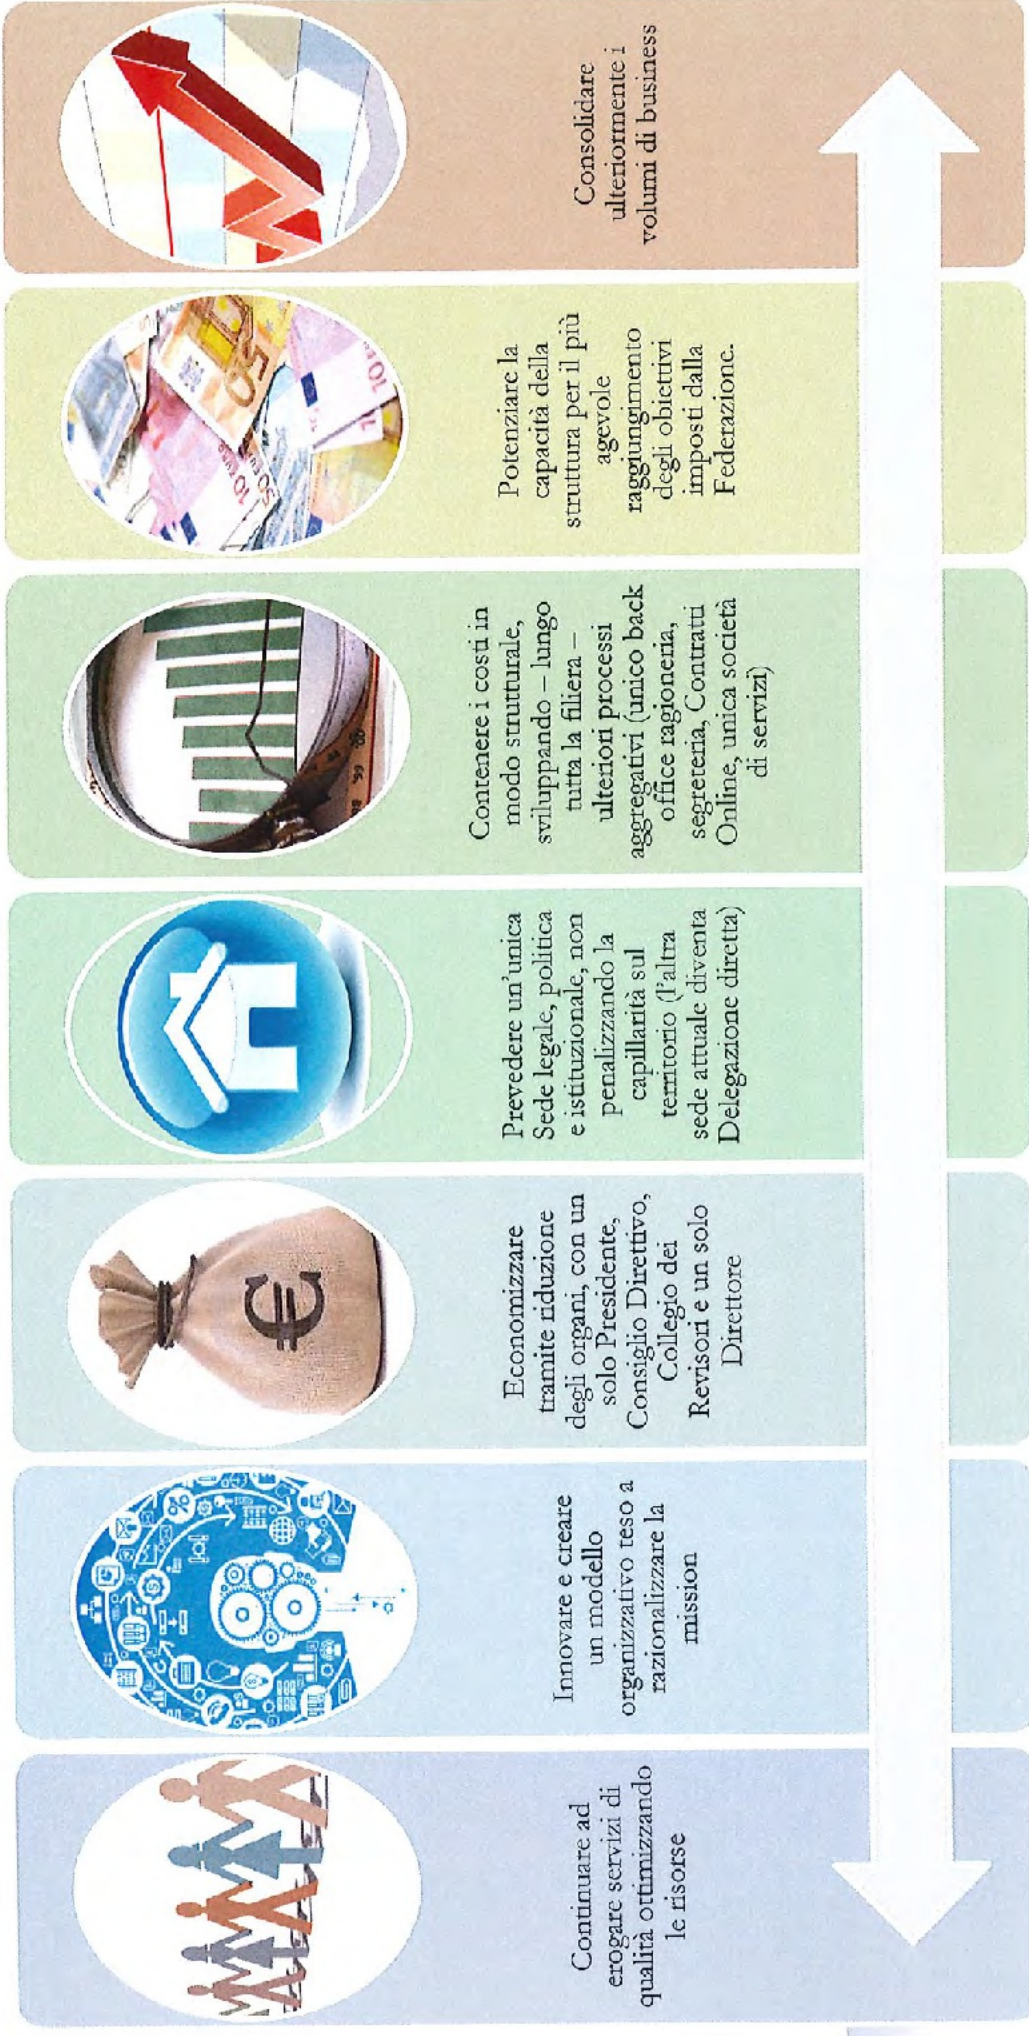 Continuare ad
erogare servizi di
qualità ottimizzando
le risorse
Innovare e creare
un modello
organizzativo teso a
razionalizzare la
mission
Economizzare
tramite riduzione
degli organi, con un
solo Presidente,
Consiglio Direttivo,
Collegio dei
Revisori e un solo
Direttore
Prevedere un'unica
Sede legale, politica
e istituzionale, non
penalizzando la
capillarità sul
territorio (l'altra
sede attuale diventa
Delegazione diretta)
Contenere i costi in
modo strutturale,
sviluppando – lungo
tutta la filiera –
ulteriori processi
aggregativi (unico back
office ragioneria,
segreteria, Contratti
Online, unica società
di servizi)
Potenziare la
capacità della
struttura per il più
agevole
raggiungimento
degli obiettivi
imposti dalla
Federazione.
Consolidare
ulteriormente i
volumi di business